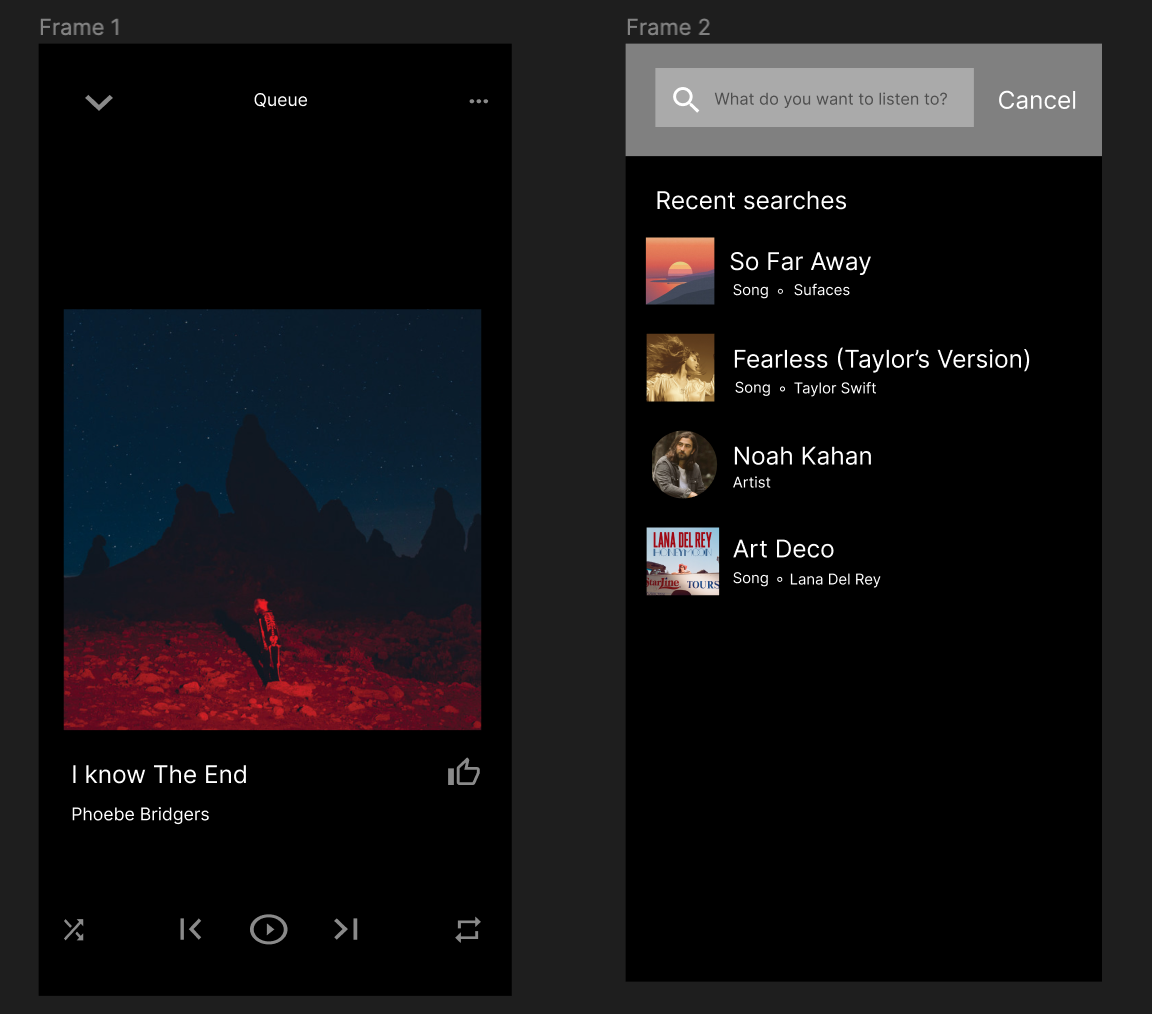 Frame 1
Queue
I know The End
Phoebe Bridgers
Frame 2
What do you want to listen to?
Cancel
Recent searches
So Far Away
Song ∘ Sufaces
Fearless (Taylor’s Version)
Song ∘ Taylor Swift
Noah Kahan
Artist
LANA DEL REY
HONEYMOON
StarLine TOURS
Art Deco
Song ∘ Lana Del Rey